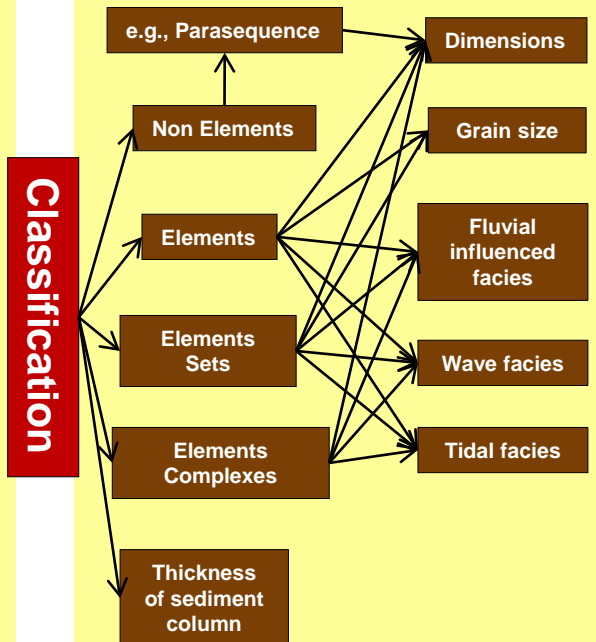 Classification
e.g., Parasequence
Non Elements
Elements
Elements
Sets
Elements
Complexes
Thickness
of sediment
column
Dimensions
Grain size
Fluvial
influenced
facies
Wave facies
Tidal facies